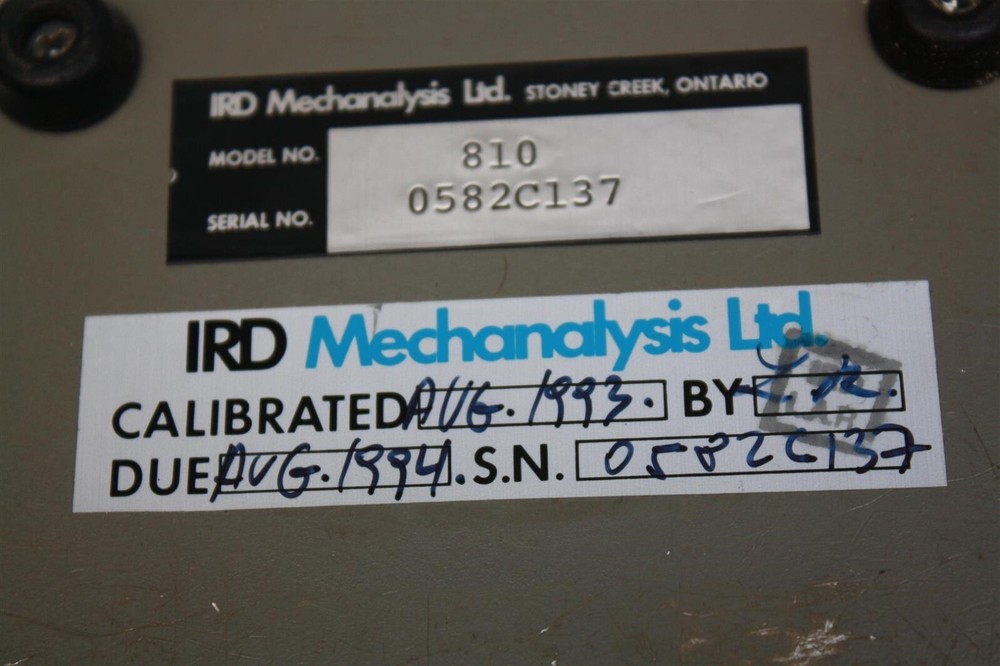 IRD Mechanalysis Ltd. STONEY CREEK, ONTARIO
MODEL NO. 810
SERIAL NO. 0582C137
IRD Mechanalysis Ltd.
CALIBRATED AUG. 1993. BY
DUE AUG. 1994. S.N. 0582C137